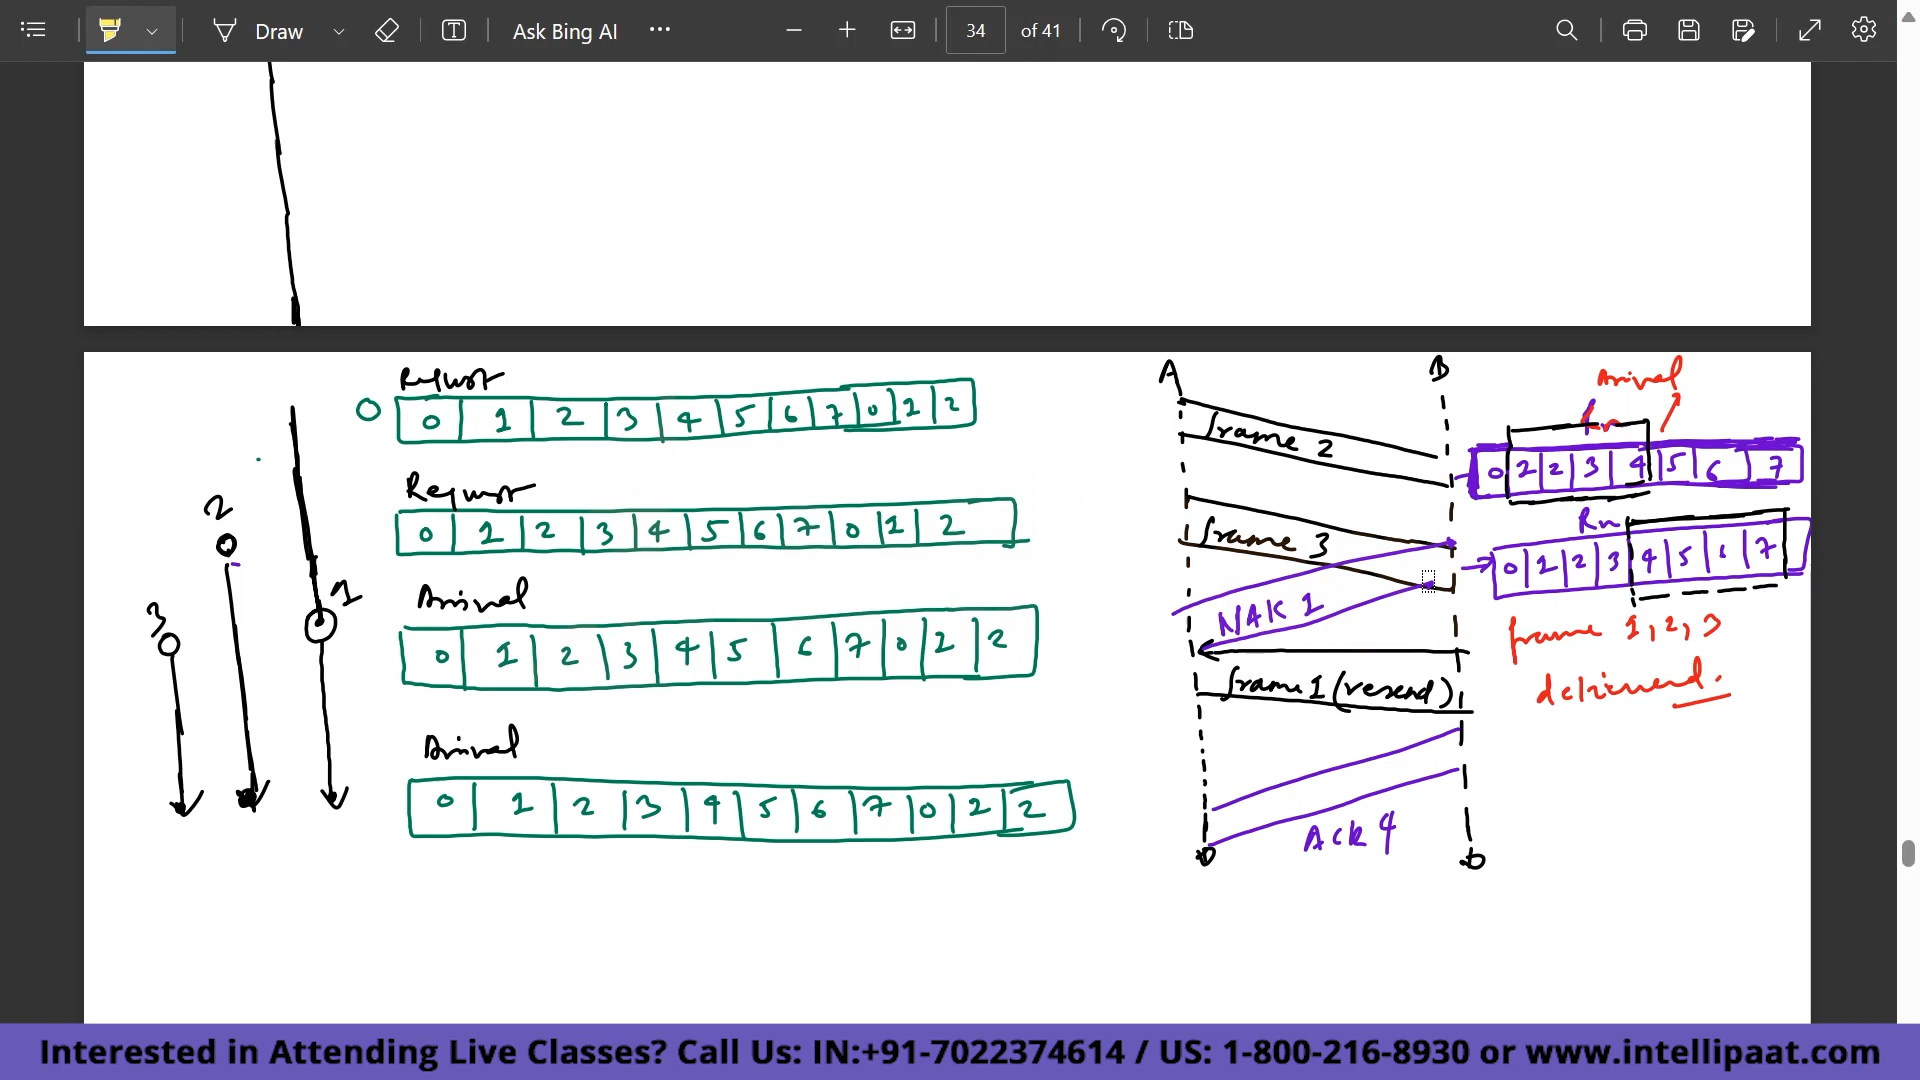 Draw
Ask Bing AI
34 of 41
Request
0 0 1 2 3 4 5 6 7 0 1 2
Request
0 1 2 3 4 5 6 7 0 1 2
Arrival
0 1 2 3 4 5 6 7 0 2 2
Arrival
0 1 2 3 4 5 6 7 0 2 2
3
2
1
A
B
frame 2
frame 3
NAK 1
frame 1 (resend)
Ack 4
Arrival
0 1 2 3 4 5 6 7
Rn
0 1 2 3 4 5 6 7
frame 1, 2, 3
delivered.
Interested in Attending Live Classes? Call Us: IN:+91-7022374614 / US: 1-800-216-8930 or www.intellipaat.com